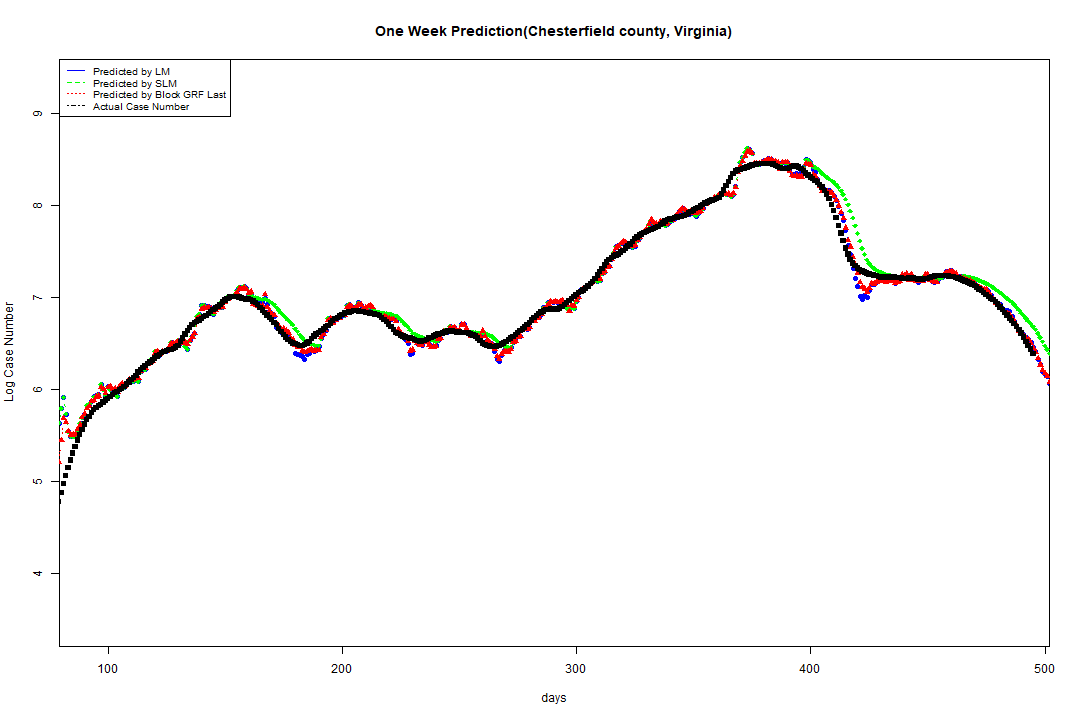 One Week Prediction(Chesterfield county, Virginia)
Predicted by LM
Predicted by SLM
Predicted by Block GRF Last
Actual Case Number
9
8
7
6
5
4
Log Case Number
100 200 300 400 500
days